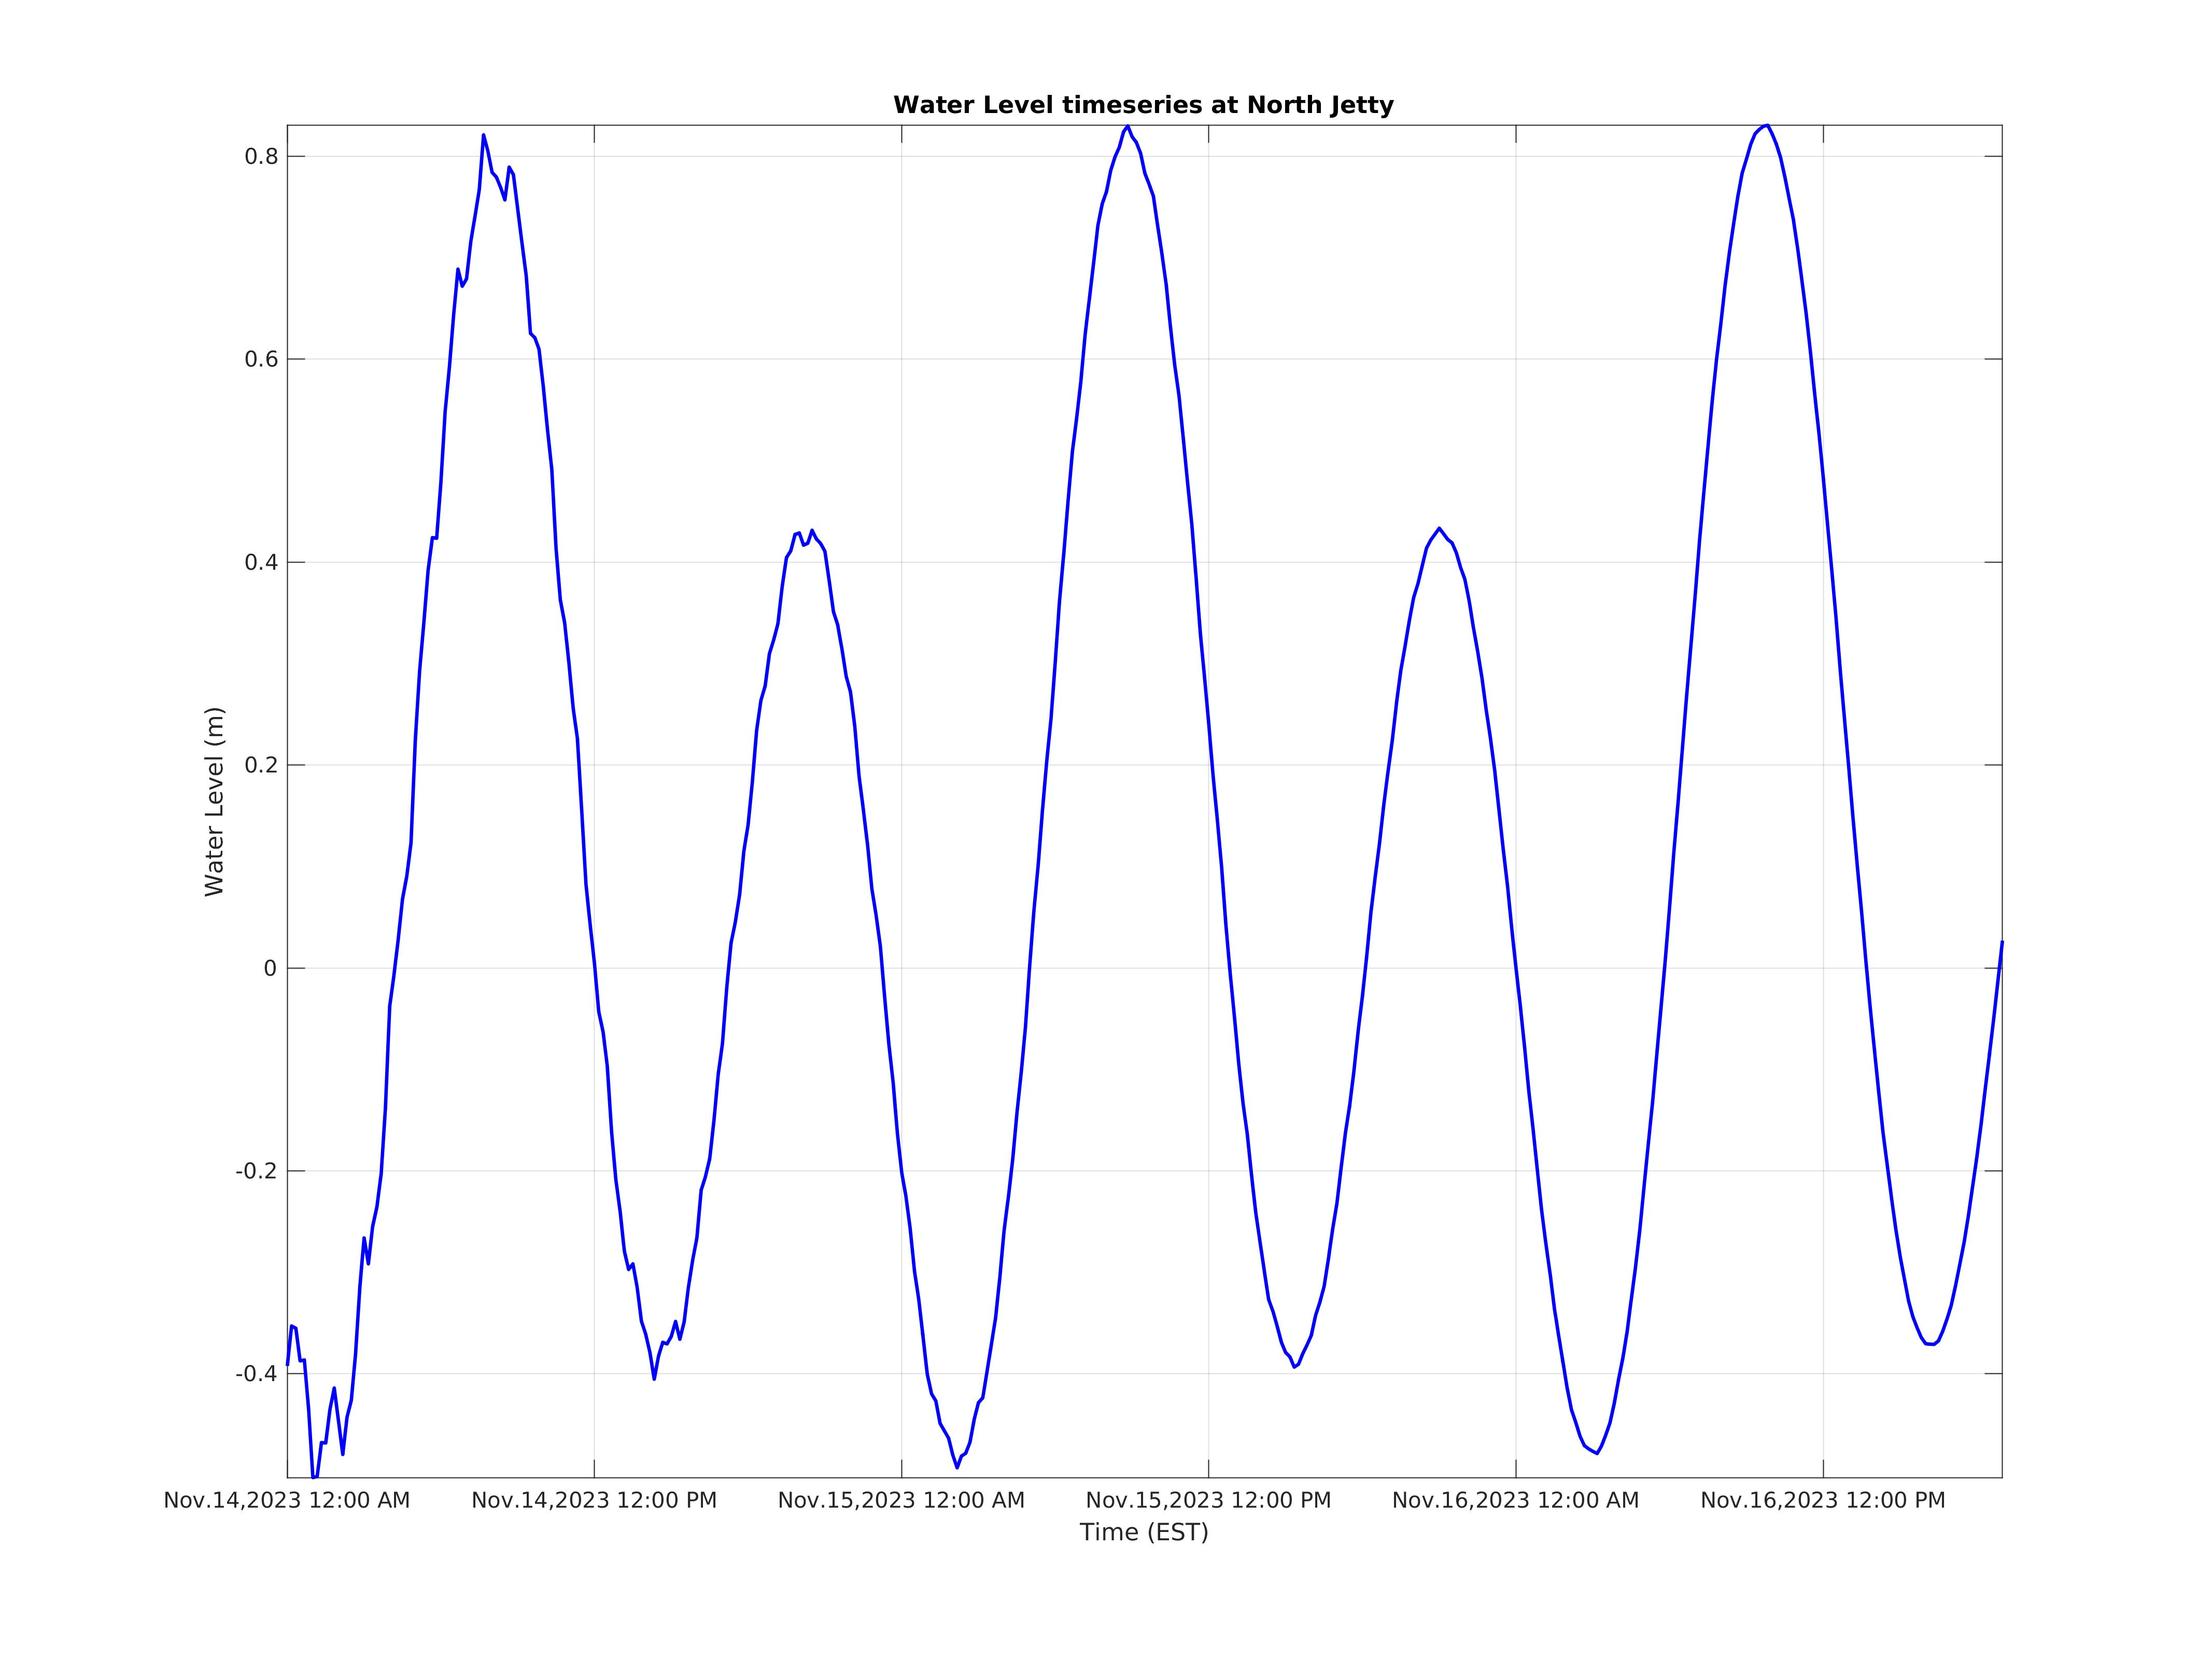 Water Level timeseries at North Jetty
0.8
0.6
0.4
0.2
0
-0.2
-0.4
Water Level (m)
Nov.14,2023 12:00 AM
Nov.14,2023 12:00 PM
Nov.15,2023 12:00 AM
Nov.15,2023 12:00 PM
Nov.16,2023 12:00 AM
Nov.16,2023 12:00 PM
Time (EST)